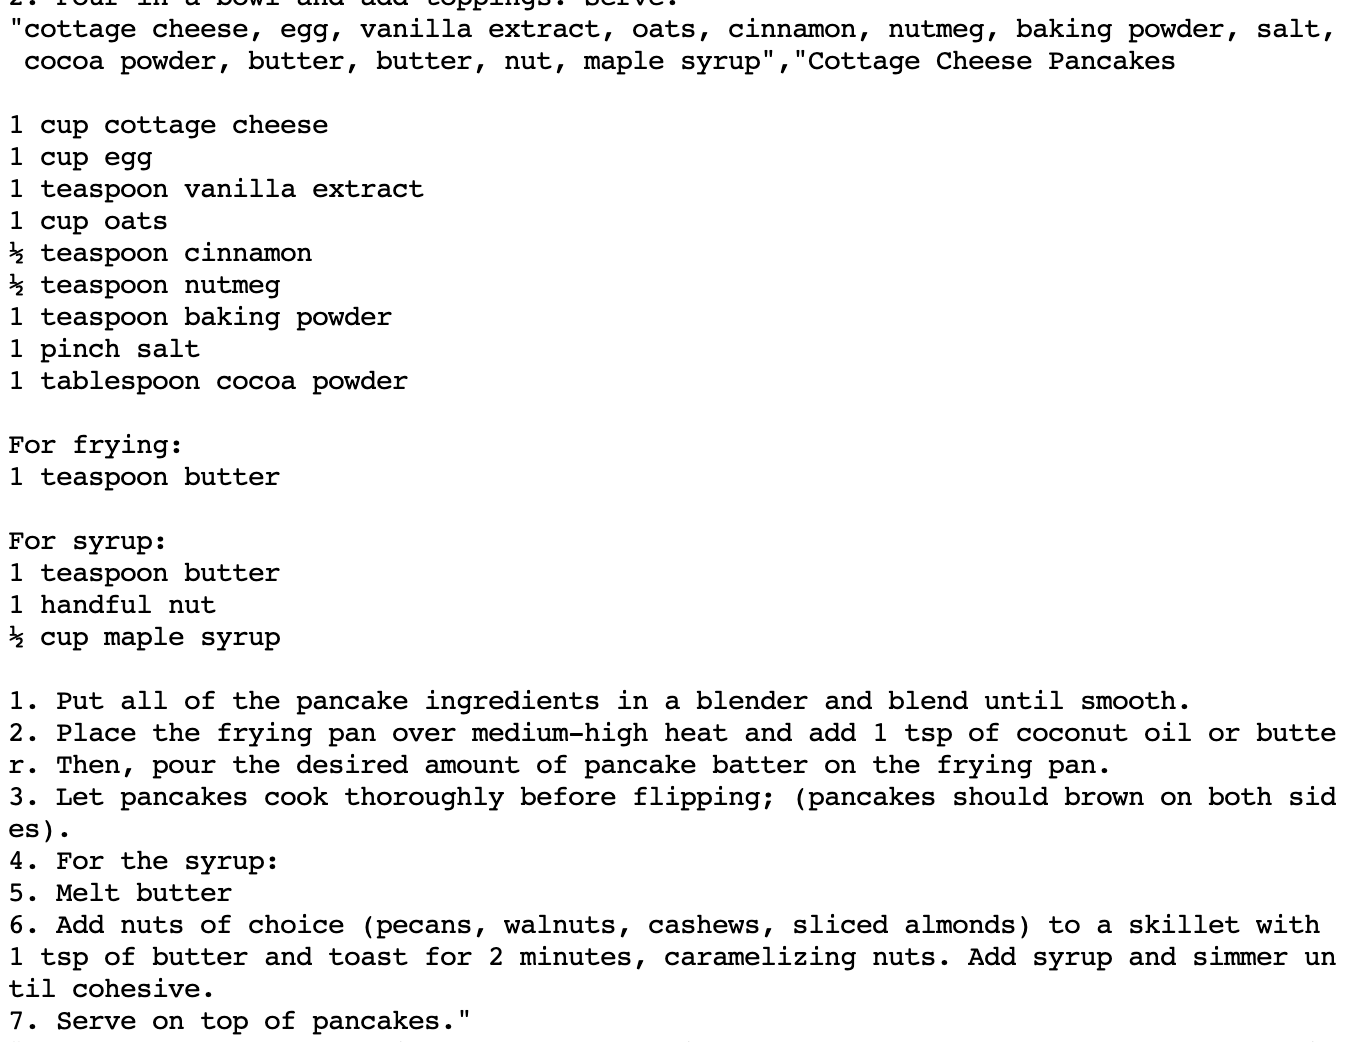 2. Pour in a bowl and add toppings. Serve.
"cottage cheese, egg, vanilla extract, oats, cinnamon, nutmeg, baking powder, salt,
cocoa powder, butter, butter, nut, maple syrup","Cottage Cheese Pancakes
1 cup cottage cheese
1 cup egg
1 teaspoon vanilla extract
1 cup oats
½ teaspoon cinnamon
½ teaspoon nutmeg
1 teaspoon baking powder
1 pinch salt
1 tablespoon cocoa powder
For frying:
1 teaspoon butter
For syrup:
1 teaspoon butter
1 handful nut
½ cup maple syrup
1. Put all of the pancake ingredients in a blender and blend until smooth.
2. Place the frying pan over medium-high heat and add 1 tsp of coconut oil or butte
r. Then, pour the desired amount of pancake batter on the frying pan.
3. Let pancakes cook thoroughly before flipping; (pancakes should brown on both sid
es).
4. For the syrup:
5. Melt butter
6. Add nuts of choice (pecans, walnuts, cashews, sliced almonds) to a skillet with
1 tsp of butter and toast for 2 minutes, caramelizing nuts. Add syrup and simmer un
til cohesive.
7. Serve on top of pancakes."